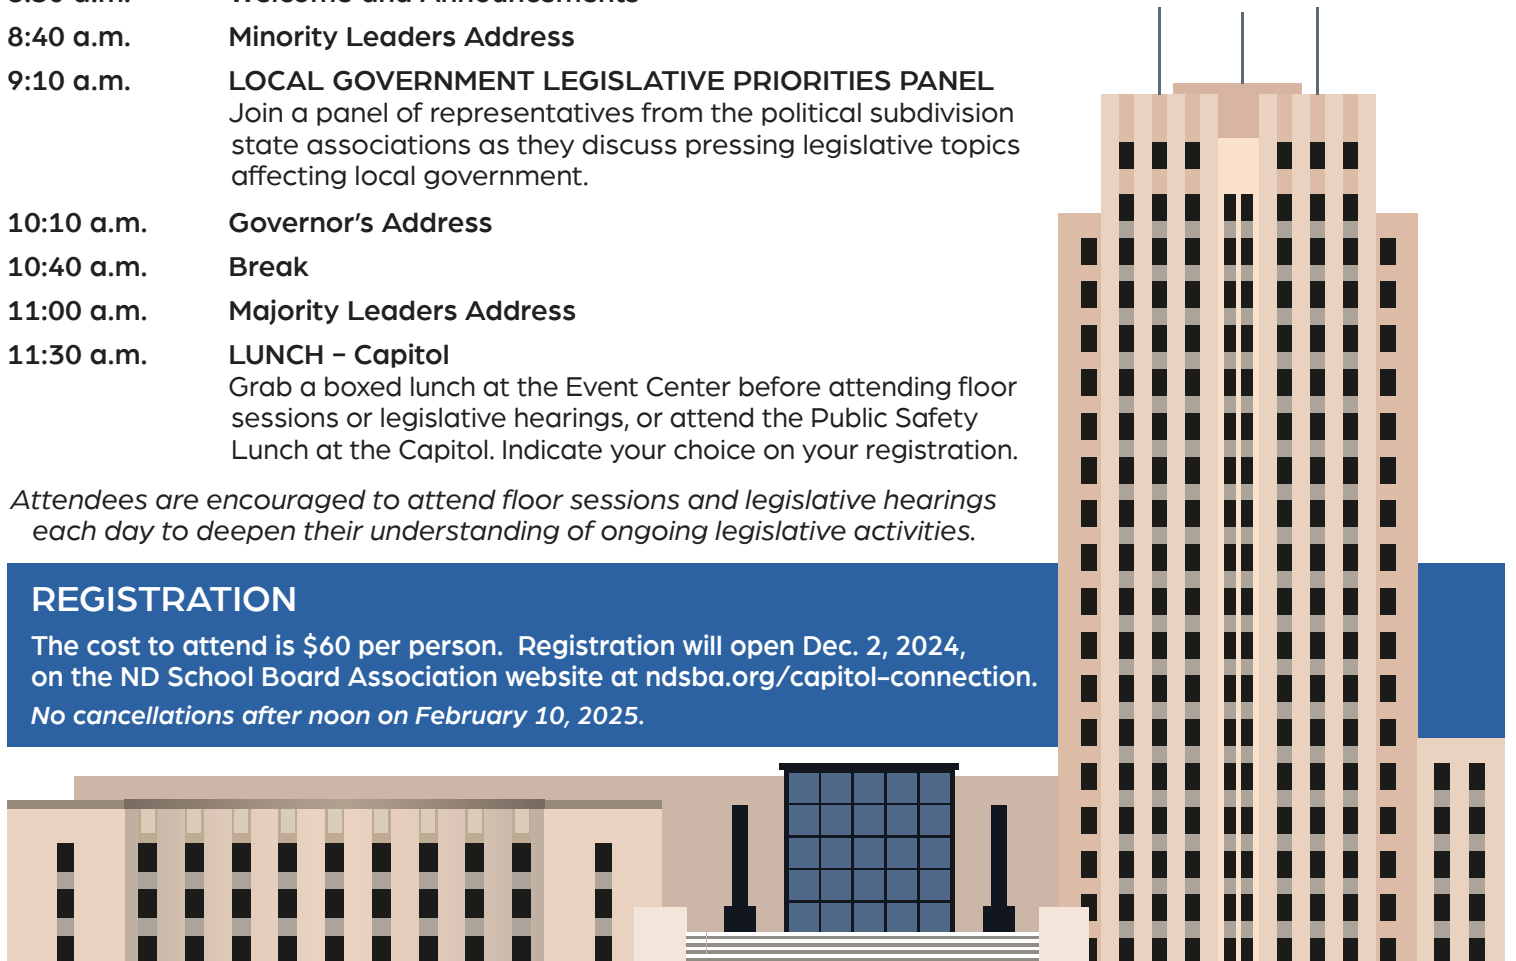 8:40 a.m. Minority Leaders Address
9:10 a.m. LOCAL GOVERNMENT LEGISLATIVE PRIORITIES PANEL
Join a panel of representatives from the political subdivision
state associations as they discuss pressing legislative topics
affecting local government.
10:10 a.m. Governor’s Address
10:40 a.m. Break
11:00 a.m. Majority Leaders Address
11:30 a.m. LUNCH – Capitol
Grab a boxed lunch at the Event Center before attending floor
sessions or legislative hearings, or attend the Public Safety
Lunch at the Capitol. Indicate your choice on your registration.
Attendees are encouraged to attend floor sessions and legislative hearings
each day to deepen their understanding of ongoing legislative activities.
REGISTRATION
The cost to attend is $60 per person.  Registration will open Dec. 2, 2024,
on the ND School Board Association website at ndsba.org/capitol-connection.
No cancellations after noon on February 10, 2025.